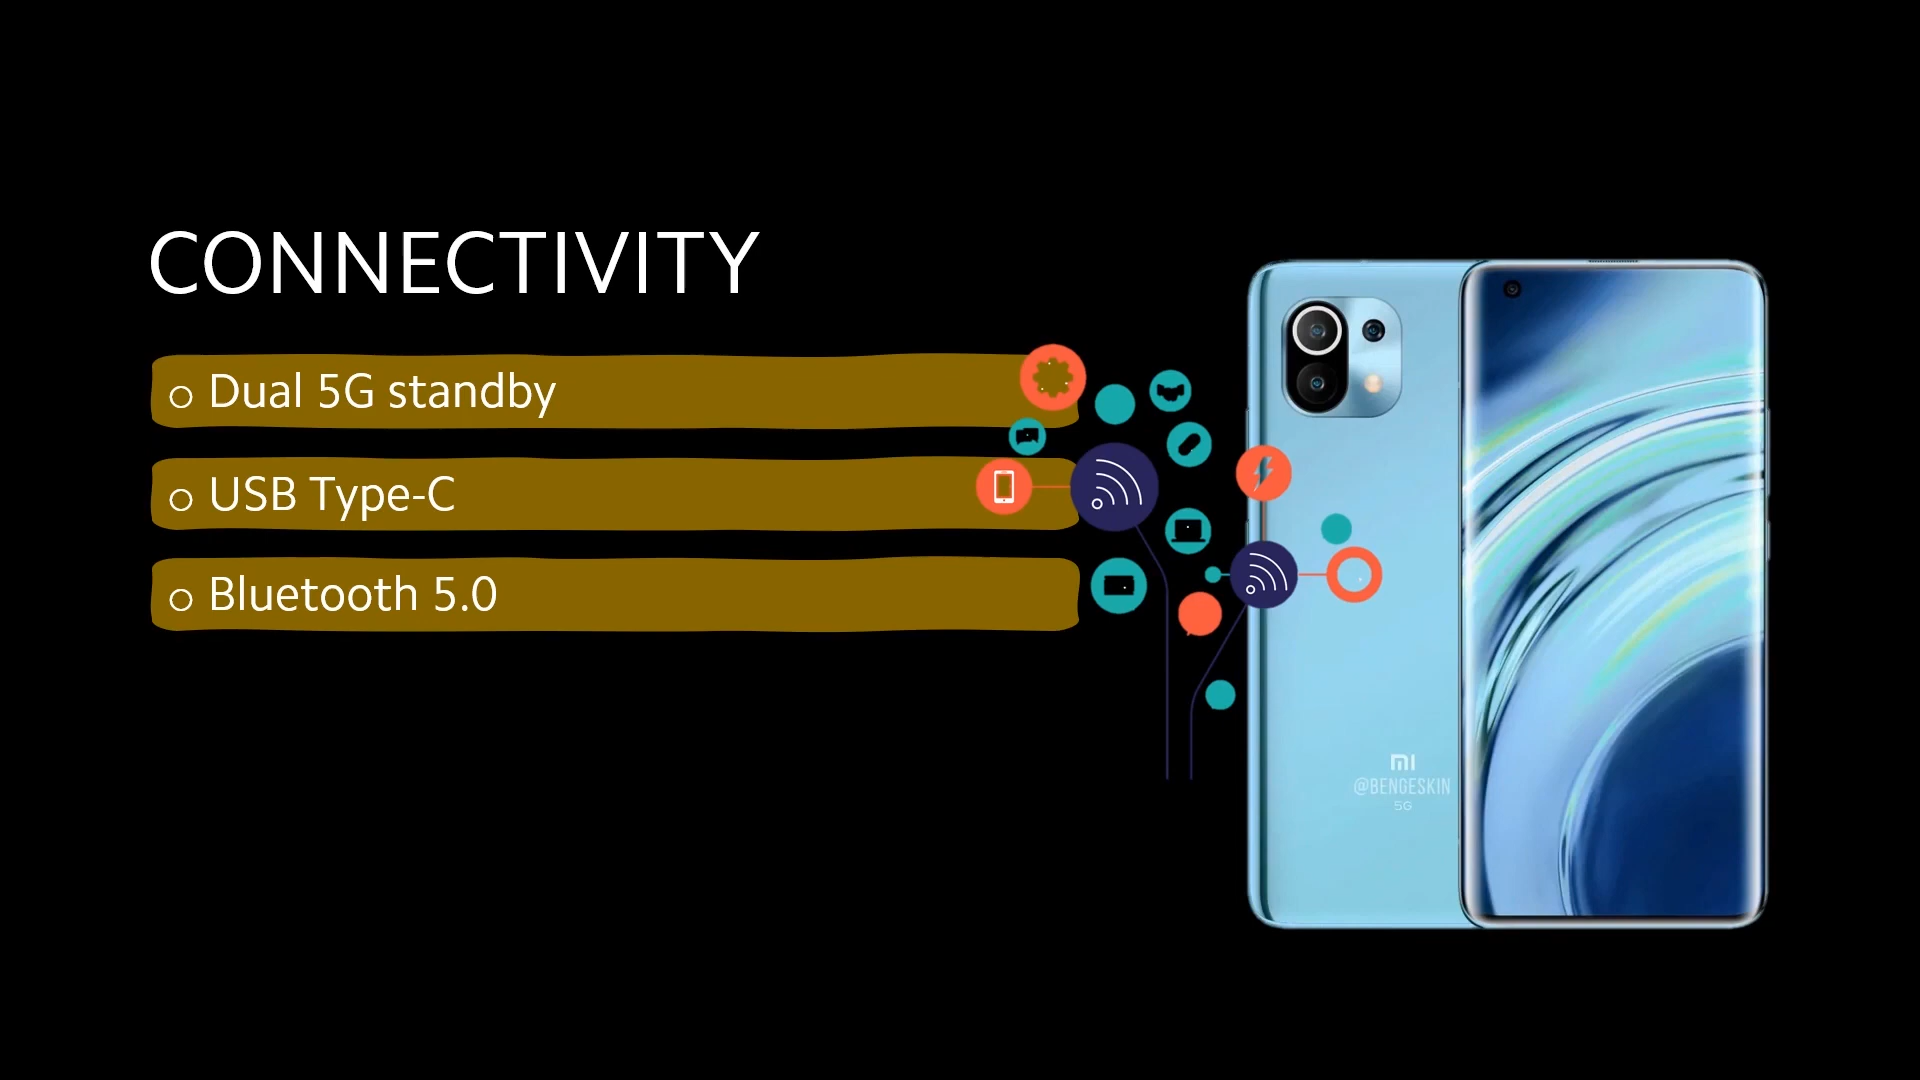 CONNECTIVITY
Dual 5G standby
USB Type-C
Bluetooth 5.0
mi
@BENGESKIN
5G